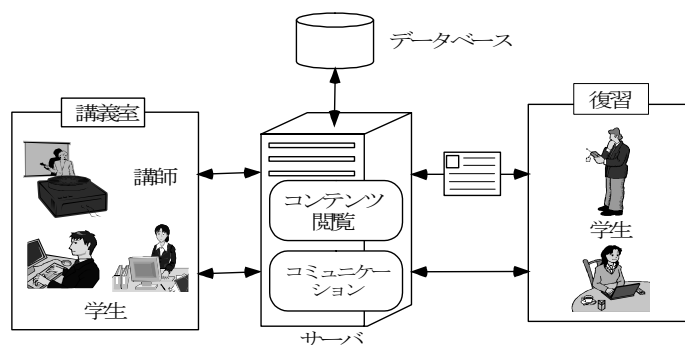 データベース
講義室
講師
学生
コンテンツ
閲覧
コミュニケー
ション
サーバ
復習
学生